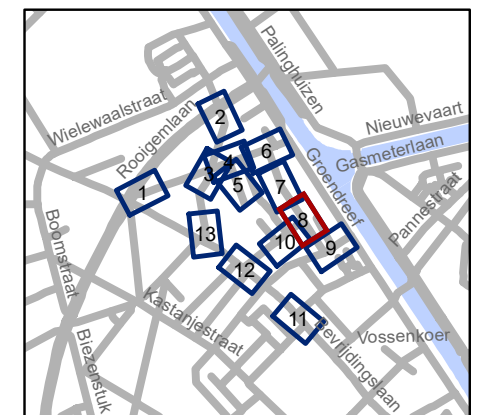 Palinghuizen
Wielewaalstraat
Rooigemlaan
Nieuwevaart
Gasmeterlaan
Groendreef
Pannestraat
Boomstraat
2
6
4
3
5
7
1
8
13
10
9
12
11
Kastanjestraat
Bevrijdingslaan
Vossenkoer
Biezenstuk